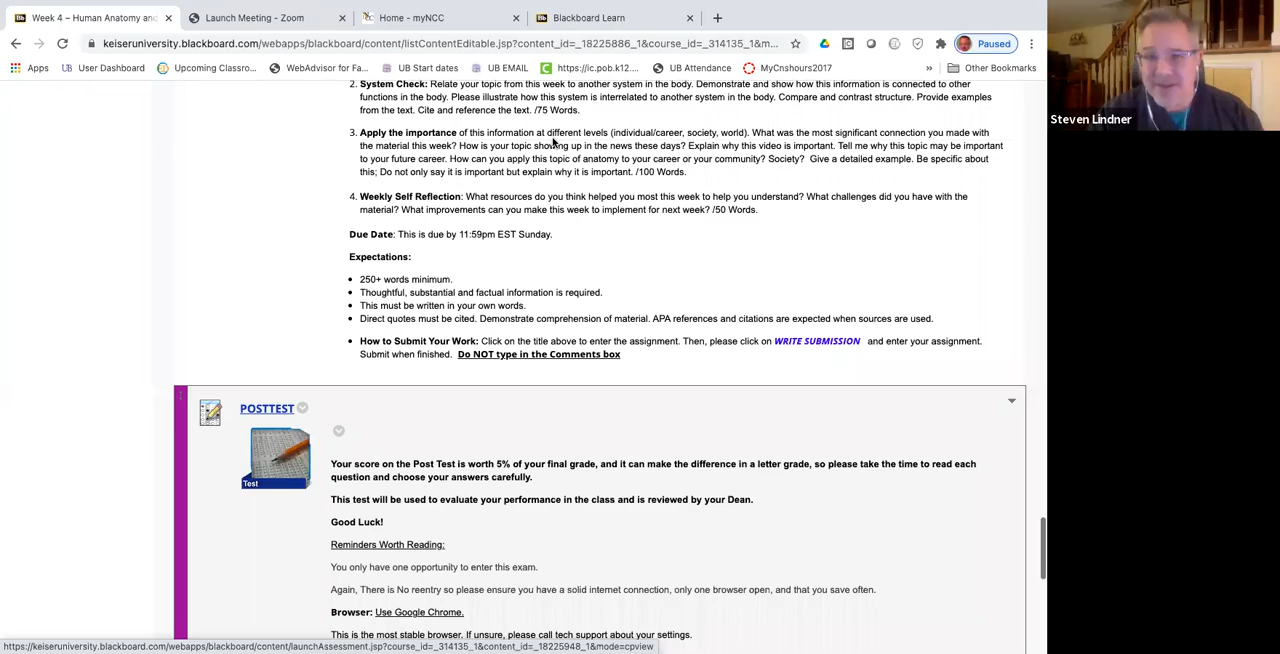 Week 4 – Human Anatomy and
Launch Meeting - Zoom
Home - myNCC
Blackboard Learn
keiseruniversity.blackboard.com/webapps/blackboard/content/listContentEditable.jsp?content_id=_18225886_1&course_id=_314135_1&m...
Paused
Apps
User Dashboard
Upcoming Classro...
WebAdvisor for Fa...
UB Start dates
UB EMAIL
https://ic.pob.k12....
UB Attendance
MyCnshours2017
»
Other Bookmarks
2. System Check: Relate your topic from this week to another system in the body. Demonstrate and show how this information is connected to other
functions in the body. Please illustrate how this system is interrelated to another system in the body. Compare and contrast structure. Provide examples
from the text. Cite and reference the text. /75 Words.
Steven Lindner
3. Apply the importance of this information at different levels (individual/career, society, world). What was the most significant connection you made with
the material this week? How is your topic showing up in the news these days? Explain why this video is important. Tell me why this topic may be important
to your future career. How can you apply this topic of anatomy to your career or your community? Society? Give a detailed example. Be specific about
this; Do not only say it is important but explain why it is important. /100 Words.
4. Weekly Self Reflection: What resources do you think helped you most this week to help you understand? What challenges did you have with the
material? What improvements can you make this week to implement for next week? /50 Words.
Due Date: This is due by 11:59pm EST Sunday.
Expectations:
• 250+ words minimum.
• Thoughtful, substantial and factual information is required.
• This must be written in your own words.
• Direct quotes must be cited. Demonstrate comprehension of material. APA references and citations are expected when sources are used.
• How to Submit Your Work: Click on the title above to enter the assignment. Then, please click on WRITE SUBMISSION and enter your assignment.
Submit when finished. Do NOT type in the Comments box
POSTTEST
Test
Your score on the Post Test is worth 5% of your final grade, and it can make the difference in a letter grade, so please take the time to read each
question and choose your answers carefully.
This test will be used to evaluate your performance in the class and is reviewed by your Dean.
Good Luck!
Reminders Worth Reading:
You only have one opportunity to enter this exam.
Again, There is No reentry so please ensure you have a solid internet connection, only one browser open, and that you save often.
Browser: Use Google Chrome.
This is the most stable browser. If unsure, please call tech support about your settings.
https://keiseruniversity.blackboard.com/webapps/blackboard/content/launchAssessment.jsp?course_id=_314135_1&content_id=_18225948_1&mode=cpview